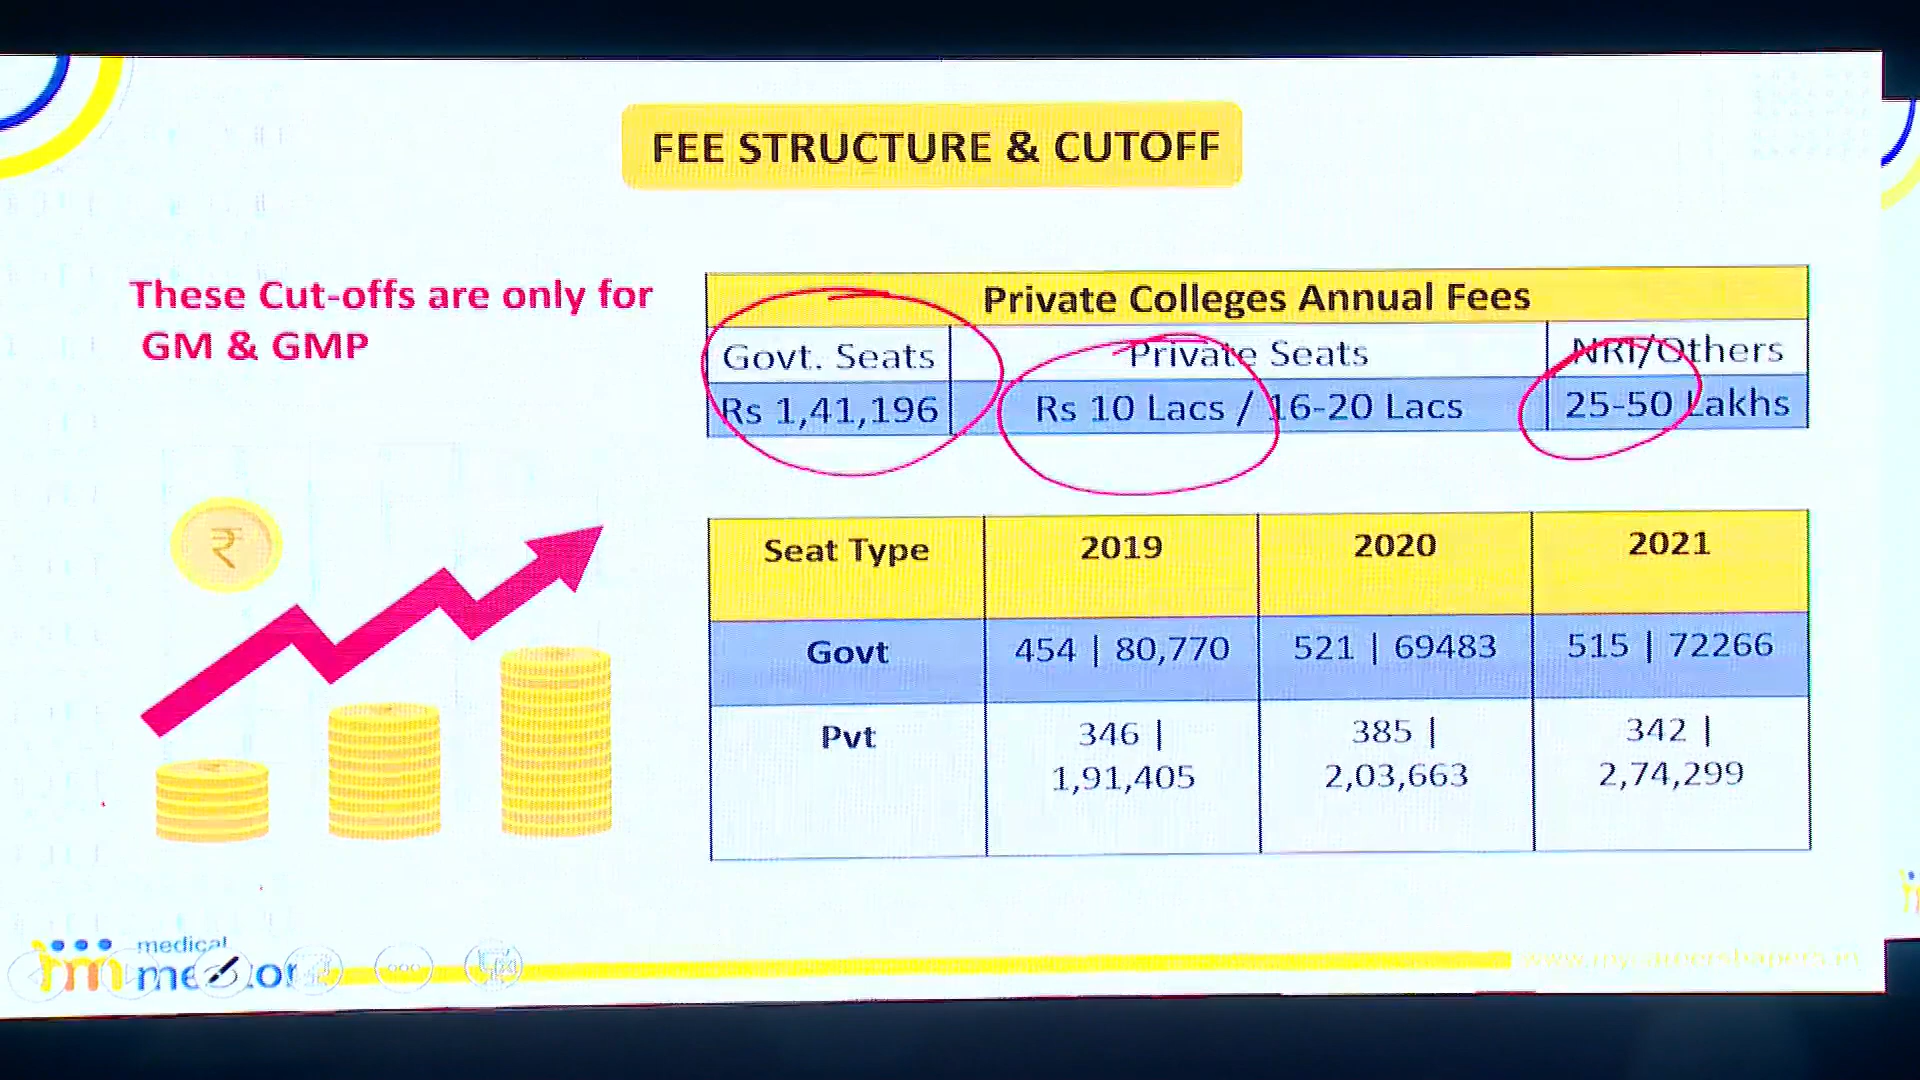 FEE STRUCTURE & CUTOFF
These Cut-offs are only for
GM & GMP
Private Colleges Annual Fees
Govt. Seats Private Seats NRI/Others
Rs 1,41,196 Rs 10 Lacs / 16-20 Lacs 25-50 Lakhs
₹
Seat Type 2019 2020 2021
Govt 454 | 80,770 521 | 69483 515 | 72266
Pvt 346 | 385 | 342 |
1,91,405 2,03,663 2,74,299
medical